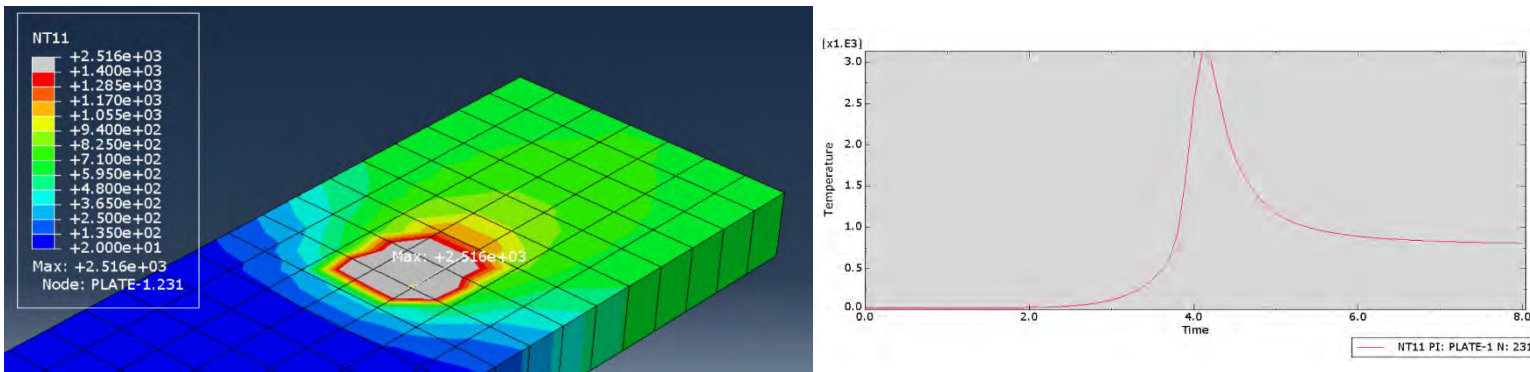 NT11
+2.516e+03
+1.400e+03
+1.285e+03
+1.170e+03
+1.055e+03
+9.400e+02
+8.250e+02
+7.100e+02
+5.950e+02
+4.800e+02
+3.650e+02
+2.500e+02
+1.350e+02
+2.000e+01
Max: +2.516e+03
Node: PLATE-1.231
Max: +2.516e+03
[x1.E3]
3.0
2.5
2.0
1.5
1.0
0.5
0.0
Temperature
0.0 2.0 4.0 6.0 8.0
Time
NT11 PI: PLATE-1 N: 231